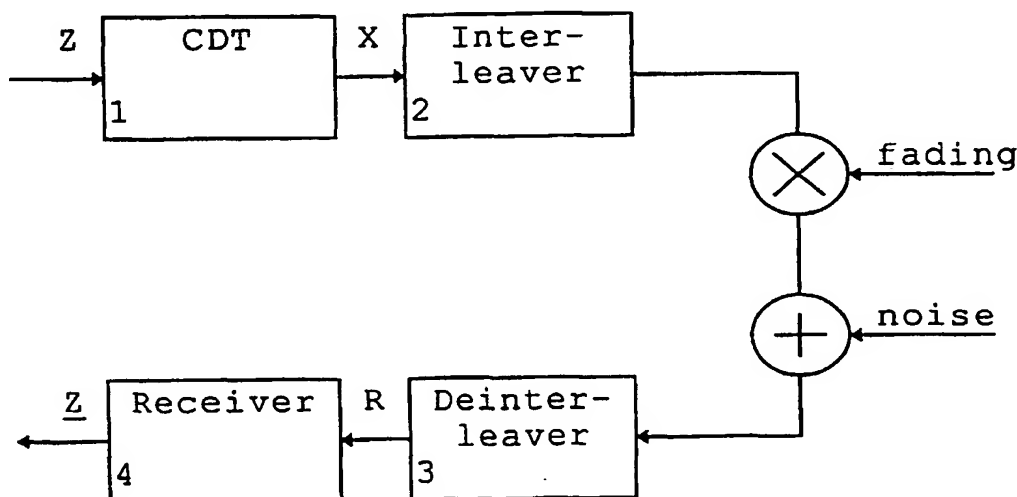 Z
CDT
1
X
Inter-
leaver
2
fading
noise
Z
Receiver
4
R
Deinter-
leaver
3